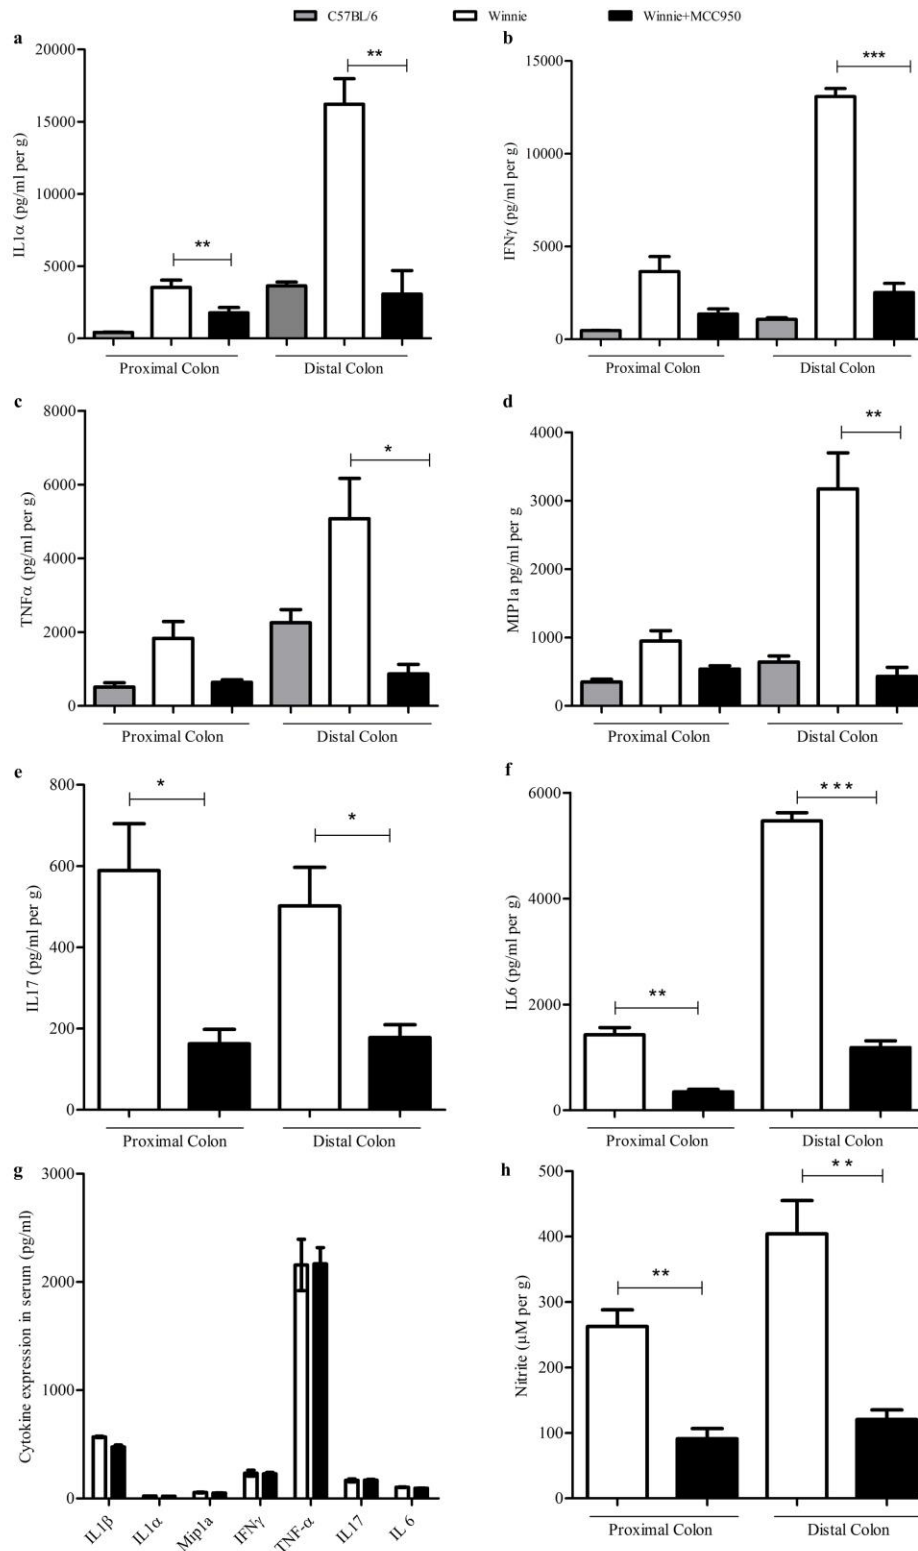 C57BL/6 Winnie Winnie+MCC950
a
IL1α (pg/ml per g)
20000
15000
10000
5000
0
**
**
Proximal Colon Distal Colon
b
IFNγ (pg/ml per g)
15000
10000
5000
0
***
Proximal Colon Distal Colon
c
TNFα (pg/ml per g)
8000
6000
4000
2000
0
*
Proximal Colon Distal Colon
d
MIP1a pg/ml per g)
4000
3000
2000
1000
0
**
Proximal Colon Distal Colon
e
IL17 (pg/ml per g)
800
600
400
200
0
*
*
Proximal Colon Distal Colon
f
IL6 (pg/ml per g)
6000
4000
2000
0
**
***
Proximal Colon Distal Colon
g
Cytokine expression in serum (pg/ml)
3000
2000
1000
0
IL1β IL1α Mip1a IFNγ TNF-α IL17 IL6
h
Nitrite (µM per g)
500
400
300
200
100
0
**
**
Proximal Colon Distal Colon